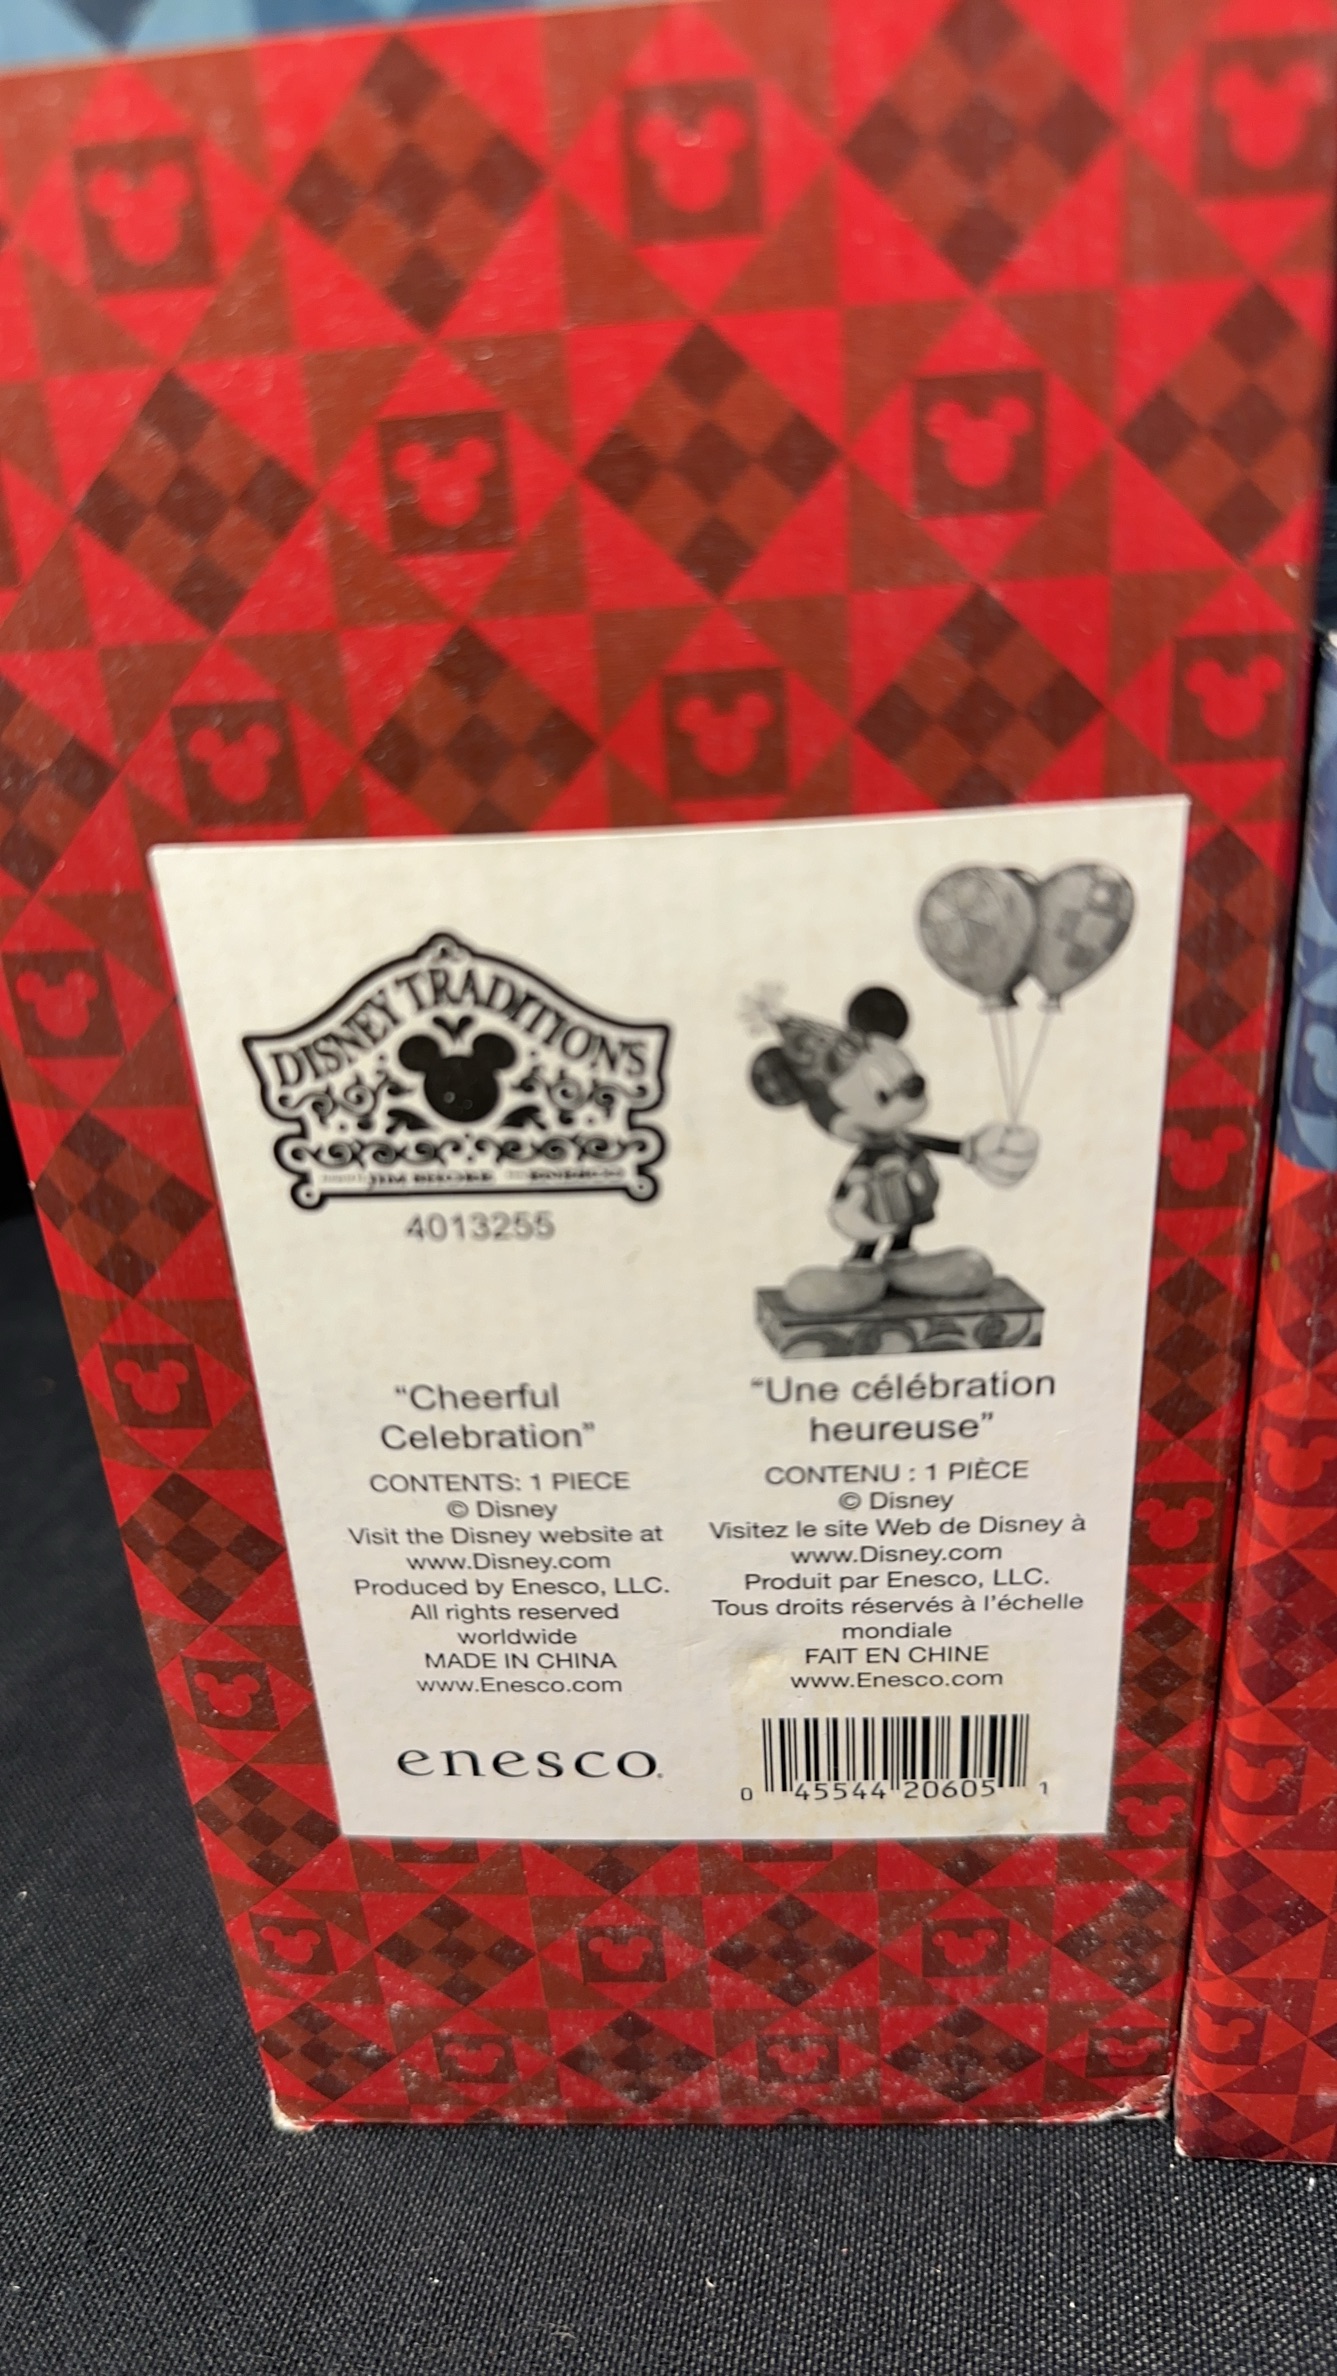 DISNEY TRADITIONS
JIM SHORE
4013255
“Cheerful
Celebration”
CONTENTS: 1 PIECE
© Disney
Visit the Disney website at
www.Disney.com
Produced by Enesco, LLC.
All rights reserved
worldwide
MADE IN CHINA
www.Enesco.com
enesco.
“Une célébration
heureuse”
CONTENU : 1 PIÈCE
© Disney
Visitez le site Web de Disney à
www.Disney.com
Produit par Enesco, LLC.
Tous droits réservés à l’échelle
mondiale
FAIT EN CHINE
www.Enesco.com
0 45544 20605 1